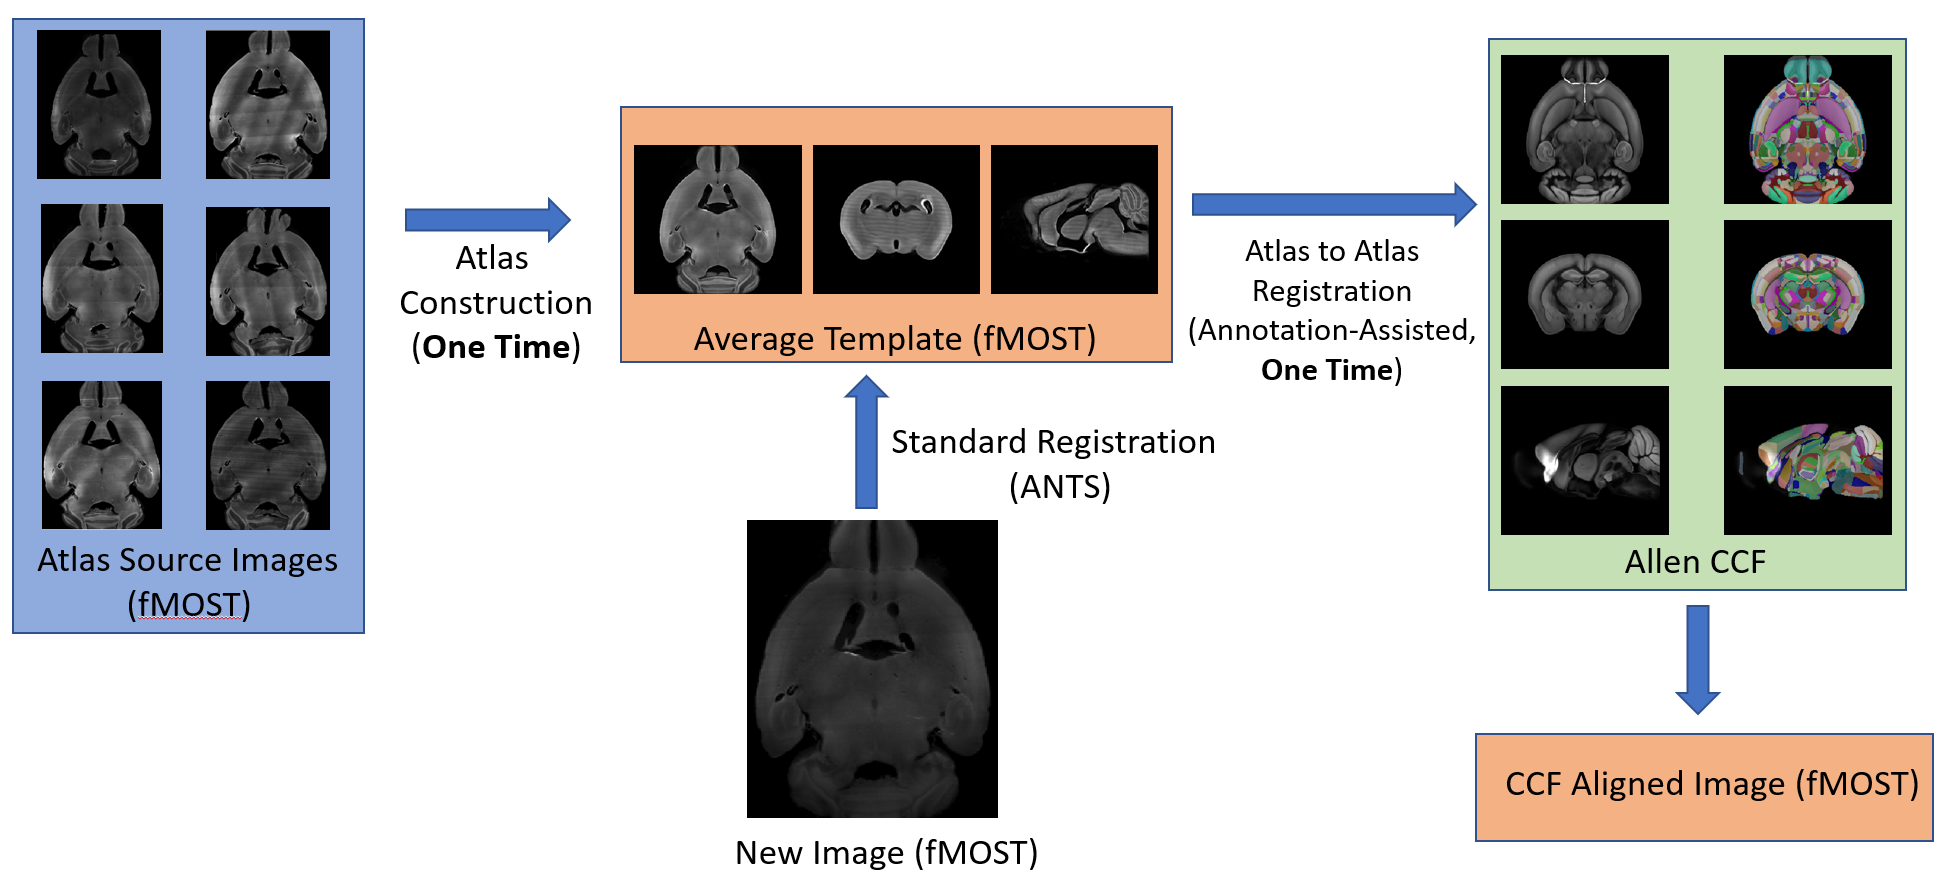 Atlas Source Images
(fMOST)
Atlas
Construction
(One Time)
Average Template (fMOST)
Atlas to Atlas
Registration
(Annotation-Assisted,
One Time)
Standard Registration
(ANTS)
New Image (fMOST)
Allen CCF
CCF Aligned Image (fMOST)